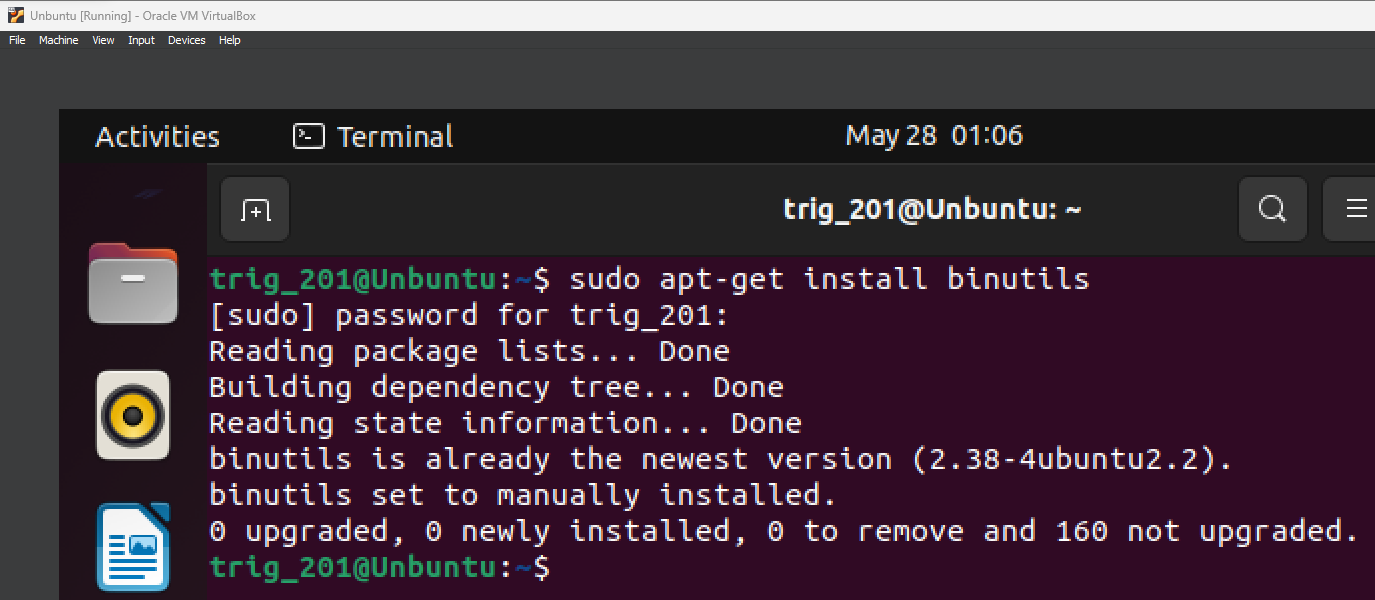 Unbuntu [Running] - Oracle VM VirtualBox
File Machine View Input Devices Help
Activities Terminal May 28 01:06
trig_201@Unbuntu: ~
trig_201@Unbuntu:~$ sudo apt-get install binutils
[sudo] password for trig_201:
Reading package lists... Done
Building dependency tree... Done
Reading state information... Done
binutils is already the newest version (2.38-4ubuntu2.2).
binutils set to manually installed.
0 upgraded, 0 newly installed, 0 to remove and 160 not upgraded.
trig_201@Unbuntu:~$